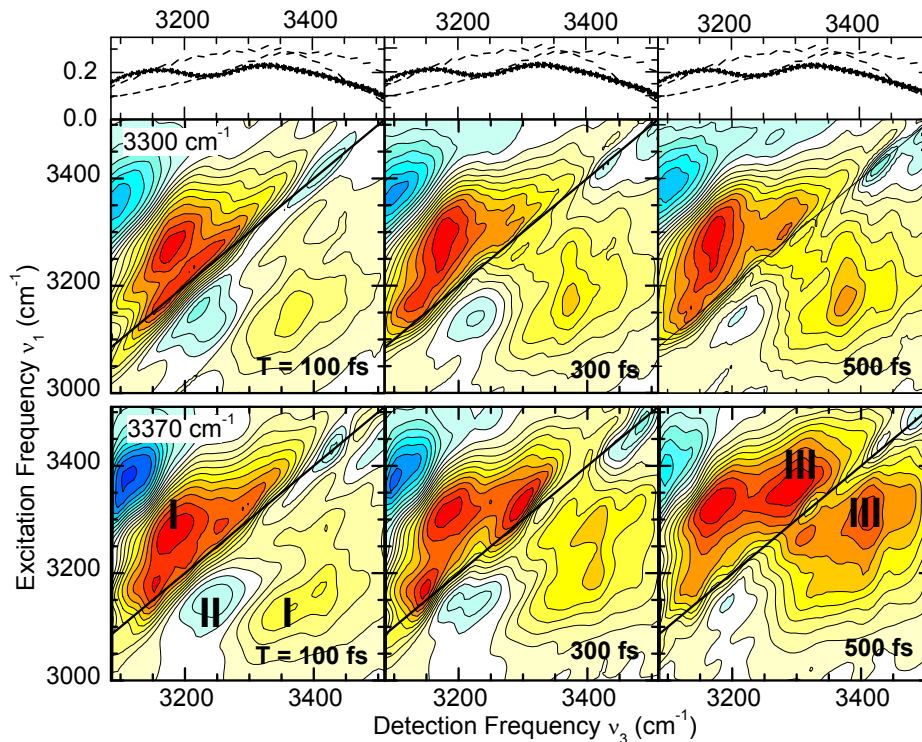 3200 3400 3200 3400 3200 3400
0.2
0.0
3300 cm-1
3400
3200
3000
T = 100 fs 300 fs 500 fs
3370 cm-1
3400
3200
3000
I
II
I
III
III
T = 100 fs 300 fs 500 fs
3200 3400 3200 3400 3200 3400
Excitation Frequency ν1 (cm-1)
Detection Frequency ν3 (cm-1)